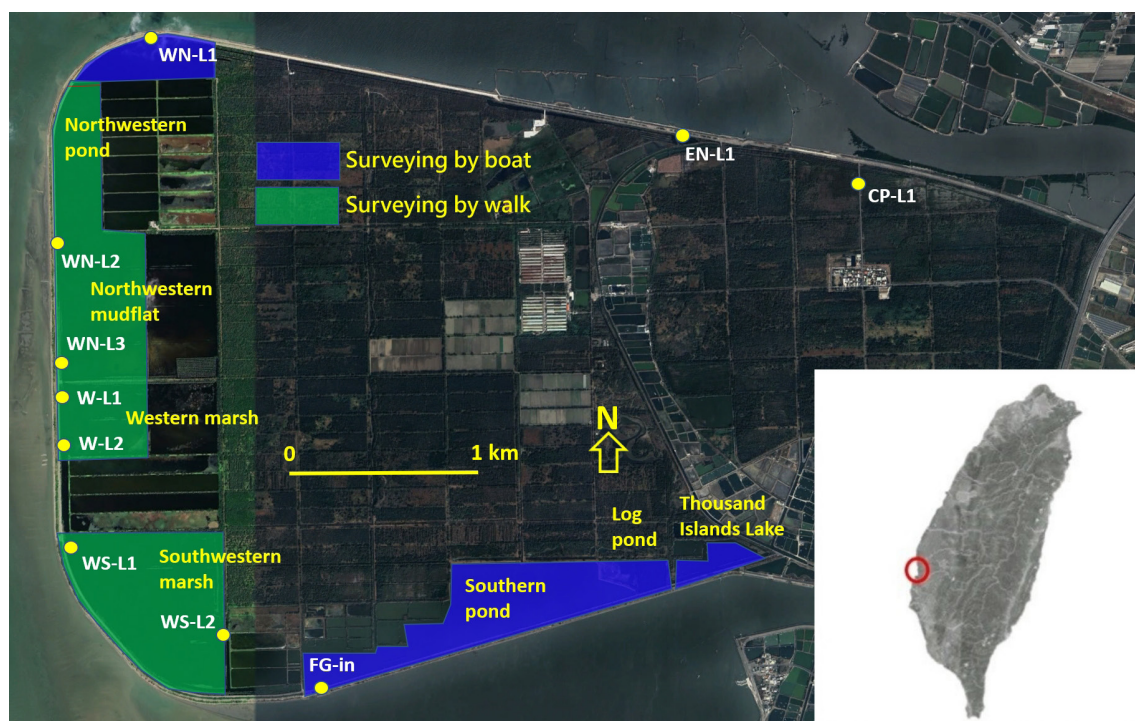 WN-L1
Northwestern
pond
Surveying by boat
EN-L1
Surveying by walk
CP-L1
WN-L2
Northwestern
mudflat
WN-L3
W-L1
Western marsh
N
W-L2
0
1 km
Thousand
Islands Lake
Log
pond
WS-L1
Southwestern
marsh
Southern
pond
WS-L2
FG-in